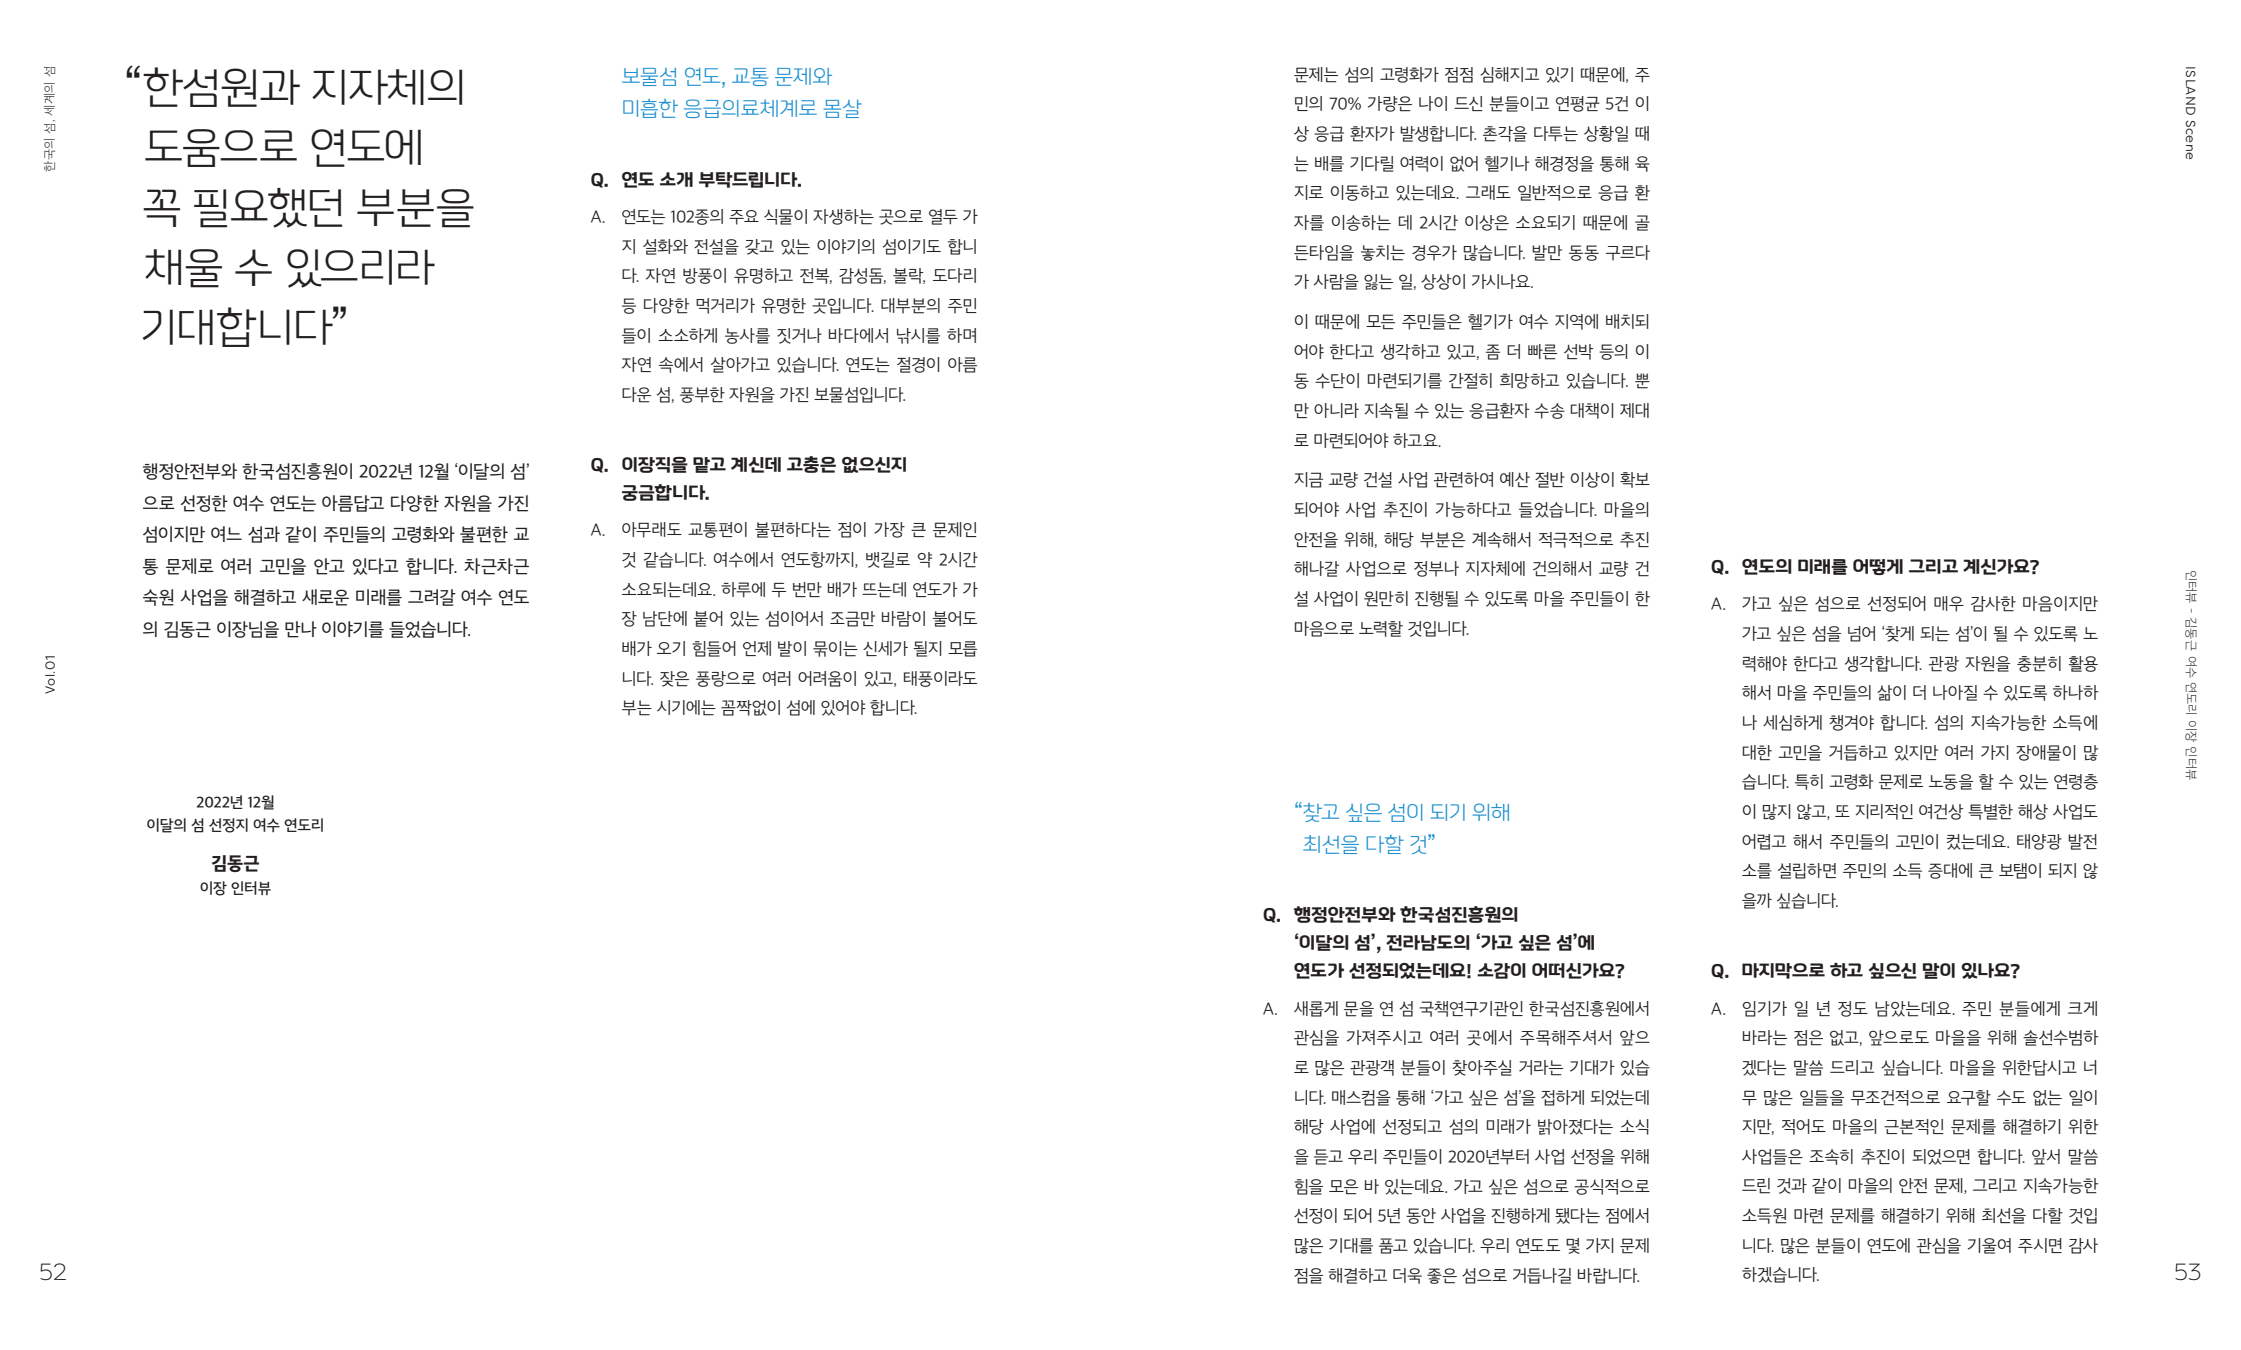 한국의 섬. 세계의 섬
Vol.01
52
“한섬원과 지자체의
도움으로 연도에
꼭 필요했던 부분을
채울 수 있으리라
기대합니다”
행정안전부와 한국섬진흥원이 2022년 12월 ‘이달의 섬’
으로 선정한 여수 연도는 아름답고 다양한 자원을 가진
섬이지만 여느 섬과 같이 주민들의 고령화와 불편한 교
통 문제로 여러 고민을 안고 있다고 합니다. 차근차근
숙원 사업을 해결하고 새로운 미래를 그려갈 여수 연도
의 김동근 이장님을 만나 이야기를 들었습니다.
2022년 12월
이달의 섬 선정지 여수 연도리
김동근
이장 인터뷰
보물섬 연도, 교통 문제와
미흡한 응급의료체계로 몸살
Q. 연도 소개 부탁드립니다.
A. 연도는 102종의 주요 식물이 자생하는 곳으로 열두 가
지 설화와 전설을 갖고 있는 이야기의 섬이기도 합니
다. 자연 방풍이 유명하고 전복, 감성돔, 볼락, 도다리
등 다양한 먹거리가 유명한 곳입니다. 대부분의 주민
들이 소소하게 농사를 짓거나 바다에서 낚시를 하며
자연 속에서 살아가고 있습니다. 연도는 절경이 아름
다운 섬, 풍부한 자원을 가진 보물섬입니다.
Q. 이장직을 맡고 계신데 고충은 없으신지
궁금합니다.
A. 아무래도 교통편이 불편하다는 점이 가장 큰 문제인
것 같습니다. 여수에서 연도항까지, 뱃길로 약 2시간
소요되는데요. 하루에 두 번만 배가 뜨는데 연도가 가
장 남단에 붙어 있는 섬이어서 조금만 바람이 불어도
배가 오기 힘들어 언제 발이 묶이는 신세가 될지 모릅
니다. 잦은 풍랑으로 여러 어려움이 있고, 태풍이라도
부는 시기에는 꼼짝없이 섬에 있어야 합니다.
문제는 섬의 고령화가 점점 심해지고 있기 때문에, 주
민의 70% 가량은 나이 드신 분들이고 연평균 5건 이
상 응급 환자가 발생합니다. 촌각을 다투는 상황일 때
는 배를 기다릴 여력이 없어 헬기나 해경정을 통해 육
지로 이동하고 있는데요. 그래도 일반적으로 응급 환
자를 이송하는 데 2시간 이상은 소요되기 때문에 골
든타임을 놓치는 경우가 많습니다. 발만 동동 구르다
가 사람을 잃는 일, 상상이 가시나요.
이 때문에 모든 주민들은 헬기가 여수 지역에 배치되
어야 한다고 생각하고 있고, 좀 더 빠른 선박 등의 이
동 수단이 마련되기를 간절히 희망하고 있습니다. 뿐
만 아니라 지속될 수 있는 응급환자 수송 대책이 제대
로 마련되어야 하고요.
지금 교량 건설 사업 관련하여 예산 절반 이상이 확보
되어야 사업 추진이 가능하다고 들었습니다. 마을의
안전을 위해, 해당 부분은 계속해서 적극적으로 추진
해나갈 사업으로 정부나 지자체에 건의해서 교량 건
설 사업이 원만히 진행될 수 있도록 마을 주민들이 한
마음으로 노력할 것입니다.
“찾고 싶은 섬이 되기 위해
최선을 다할 것”
Q. 행정안전부와 한국섬진흥원의
‘이달의 섬’, 전라남도의 ‘가고 싶은 섬’에
연도가 선정되었는데요! 소감이 어떠신가요?
A. 새롭게 문을 연 섬 국책연구기관인 한국섬진흥원에서
관심을 가져주시고 여러 곳에서 주목해주셔서 앞으
로 많은 관광객 분들이 찾아주실 거라는 기대가 있습
니다. 매스컴을 통해 ‘가고 싶은 섬’을 접하게 되었는데
해당 사업에 선정되고 섬의 미래가 밝아졌다는 소식
을 듣고 우리 주민들이 2020년부터 사업 선정을 위해
힘을 모은 바 있는데요. 가고 싶은 섬으로 공식적으로
선정이 되어 5년 동안 사업을 진행하게 됐다는 점에서
많은 기대를 품고 있습니다. 우리 연도도 몇 가지 문제
점을 해결하고 더욱 좋은 섬으로 거듭나길 바랍니다.
Q. 연도의 미래를 어떻게 그리고 계신가요?
A. 가고 싶은 섬으로 선정되어 매우 감사한 마음이지만
가고 싶은 섬을 넘어 ‘찾게 되는 섬’이 될 수 있도록 노
력해야 한다고 생각합니다. 관광 자원을 충분히 활용
해서 마을 주민들의 삶이 더 나아질 수 있도록 하나하
나 세심하게 챙겨야 합니다. 섬의 지속가능한 소득에
대한 고민을 거듭하고 있지만 여러 가지 장애물이 많
습니다. 특히 고령화 문제로 노동을 할 수 있는 연령층
이 많지 않고, 또 지리적인 여건상 특별한 해상 사업도
어렵고 해서 주민들의 고민이 컸는데요. 태양광 발전
소를 설립하면 주민의 소득 증대에 큰 보탬이 되지 않
을까 싶습니다.
Q. 마지막으로 하고 싶으신 말이 있나요?
A. 임기가 일 년 정도 남았는데요. 주민 분들에게 크게
바라는 점은 없고, 앞으로도 마을을 위해 솔선수범하
겠다는 말씀 드리고 싶습니다. 마을을 위한답시고 너
무 많은 일들을 무조건적으로 요구할 수도 없는 일이
지만, 적어도 마을의 근본적인 문제를 해결하기 위한
사업들은 조속히 추진이 되었으면 합니다. 앞서 말씀
드린 것과 같이 마을의 안전 문제, 그리고 지속가능한
소득원 마련 문제를 해결하기 위해 최선을 다할 것입
니다. 많은 분들이 연도에 관심을 기울여 주시면 감사
하겠습니다.
ISLAND Scene
인터뷰 - 김동근 여수 연도리 이장 인터뷰
53